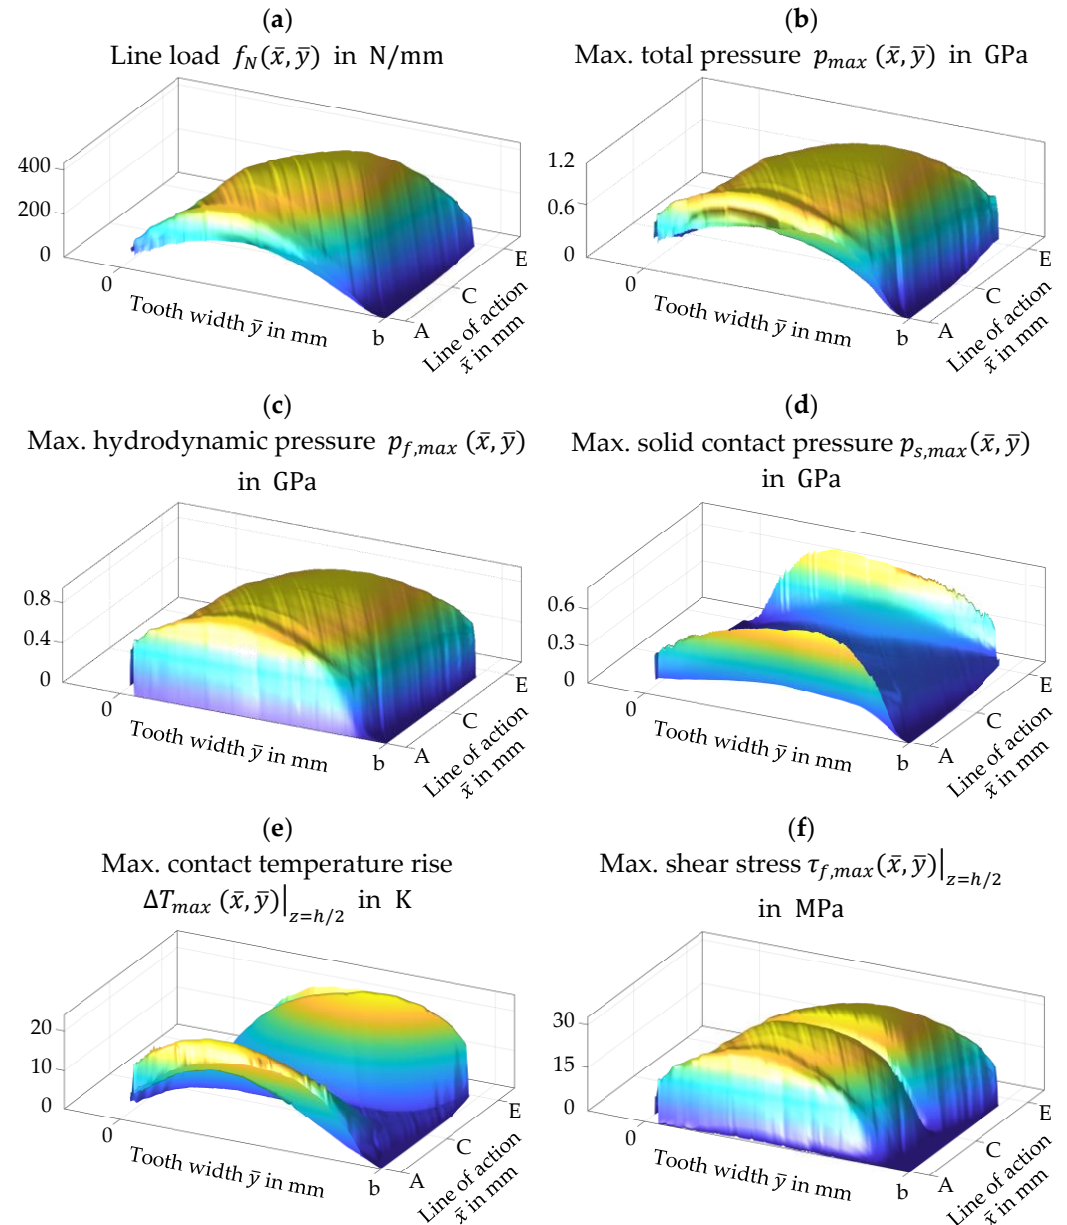 (a)
Line load f_N(x̄, ȳ) in N/mm
400
200
0
0
Tooth width ȳ in mm
b
A
C
E
Line of action
x̄ in mm
(b)
Max. total pressure p_max (x̄, ȳ) in GPa
1.2
0.6
0
0
Tooth width ȳ in mm
b
A
C
E
Line of action
x̄ in mm
(c)
Max. hydrodynamic pressure p_f,max (x̄, ȳ)
in GPa
0.8
0.4
0
0
Tooth width ȳ in mm
b
A
C
E
Line of action
x̄ in mm
(d)
Max. solid contact pressure p_s,max(x̄, ȳ)
in GPa
0.6
0.3
0
0
Tooth width ȳ in mm
b
A
C
E
Line of action
x̄ in mm
(e)
Max. contact temperature rise
ΔT_max (x̄, ȳ)|_z=h/2 in K
20
10
0
0
Tooth width ȳ in mm
b
A
C
E
Line of action
x̄ in mm
(f)
Max. shear stress τ_f,max(x̄, ȳ)|_z=h/2
in MPa
30
15
0
0
Tooth width ȳ in mm
b
A
C
E
Line of action
x̄ in mm